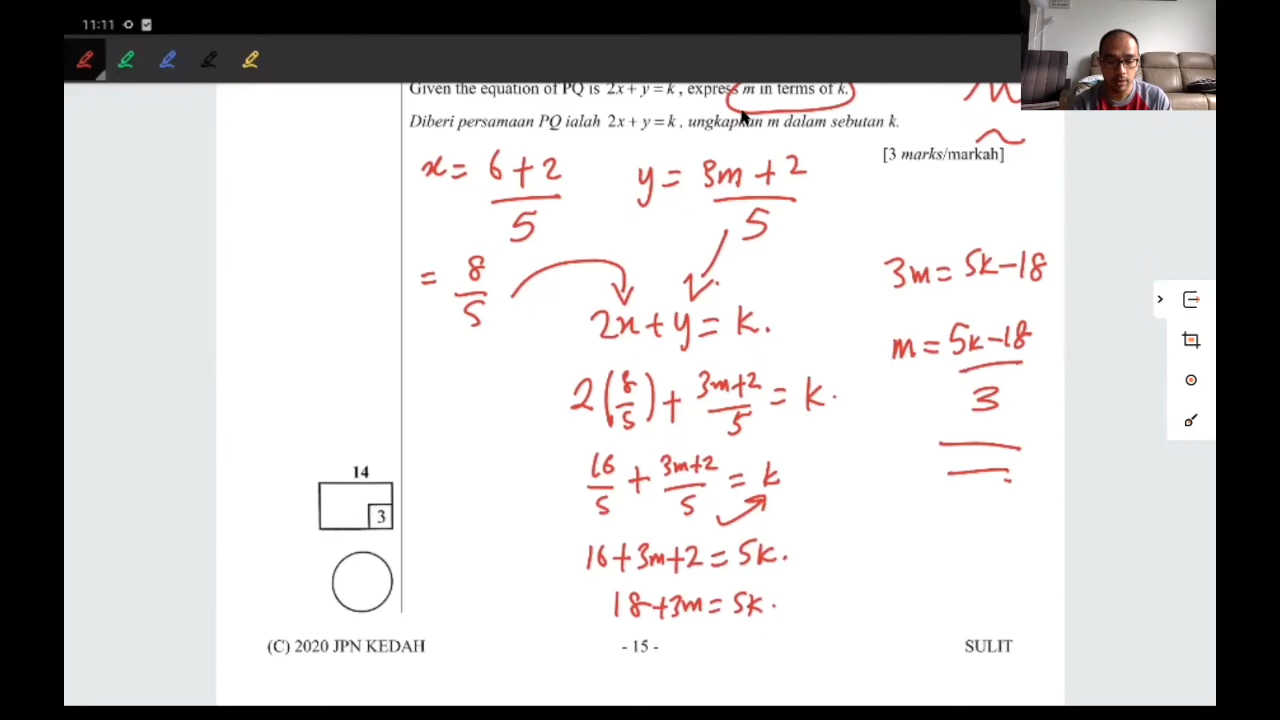 11:11
Given the equation of PQ is 2x + y = k , express m in terms of k.
Diberi persamaan PQ ialah 2x + y = k , ungkapkan m dalam sebutan k.
[3 marks/markah]
x = 6+2/5
y = 3m+2/5
= 8/5
2x + y = k.
2(8/5) + 3m+2/5 = k.
16/5 + 3m+2/5 = k
16+3m+2 = 5k.
18+3m = 5k.
3m = 5k-18
m = 5k-18/3
14
3
(C) 2020 JPN KEDAH
- 15 -
SULIT